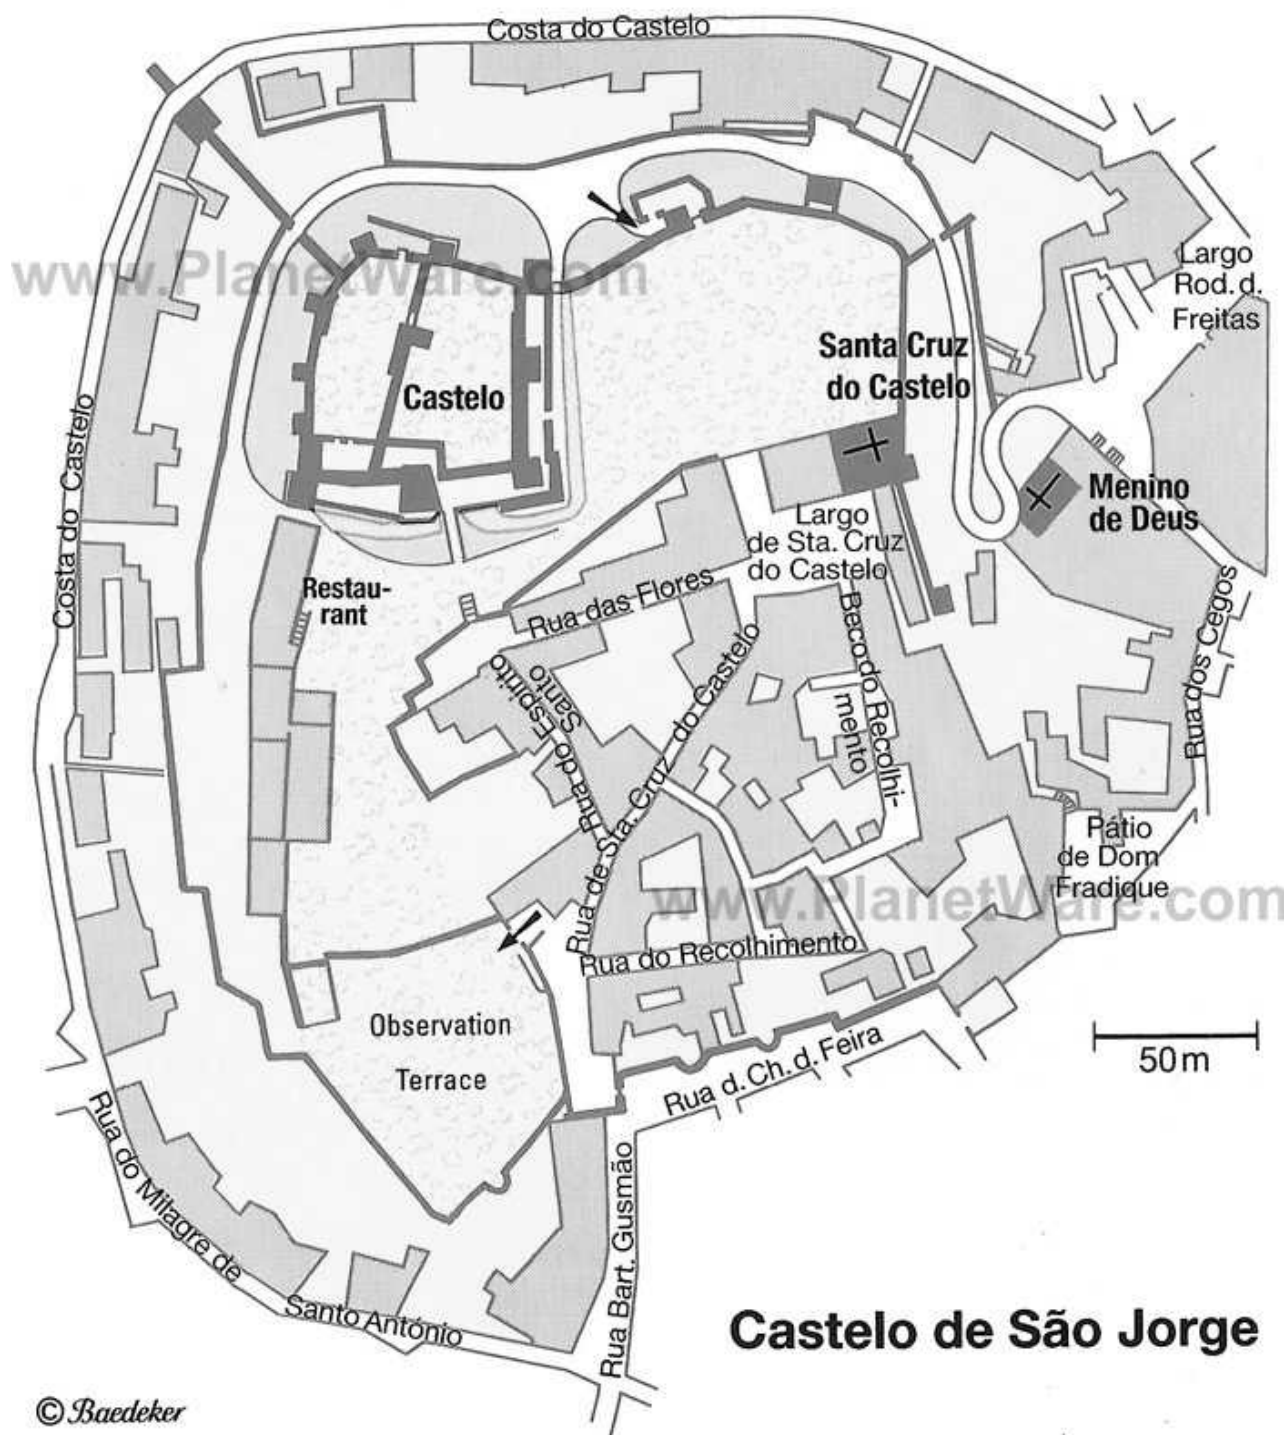 Costa do Castelo
www.PlanetWare.com
Largo
Rod. d.
Freitas
Santa Cruz
do Castelo
Castelo
Costa do Castelo
Menino
de Deus
Largo
de Sta. Cruz
do Castelo
Restau-
rant
Rua das Flores
Rua do Espirito
Santo
Rua de Sta. Cruz do Castelo
Beco do Recolhi-
mento
Rua dos Cegos
Pátio
de Dom
Fradique
www.PlanetWare.com
Rua do Recolhimento
Observation
Terrace
50 m
Rua d. Ch. d. Feira
Rua do Milagre de
Santo António
Rua Bart. Gusmão
Castelo de São Jorge
© Baedeker